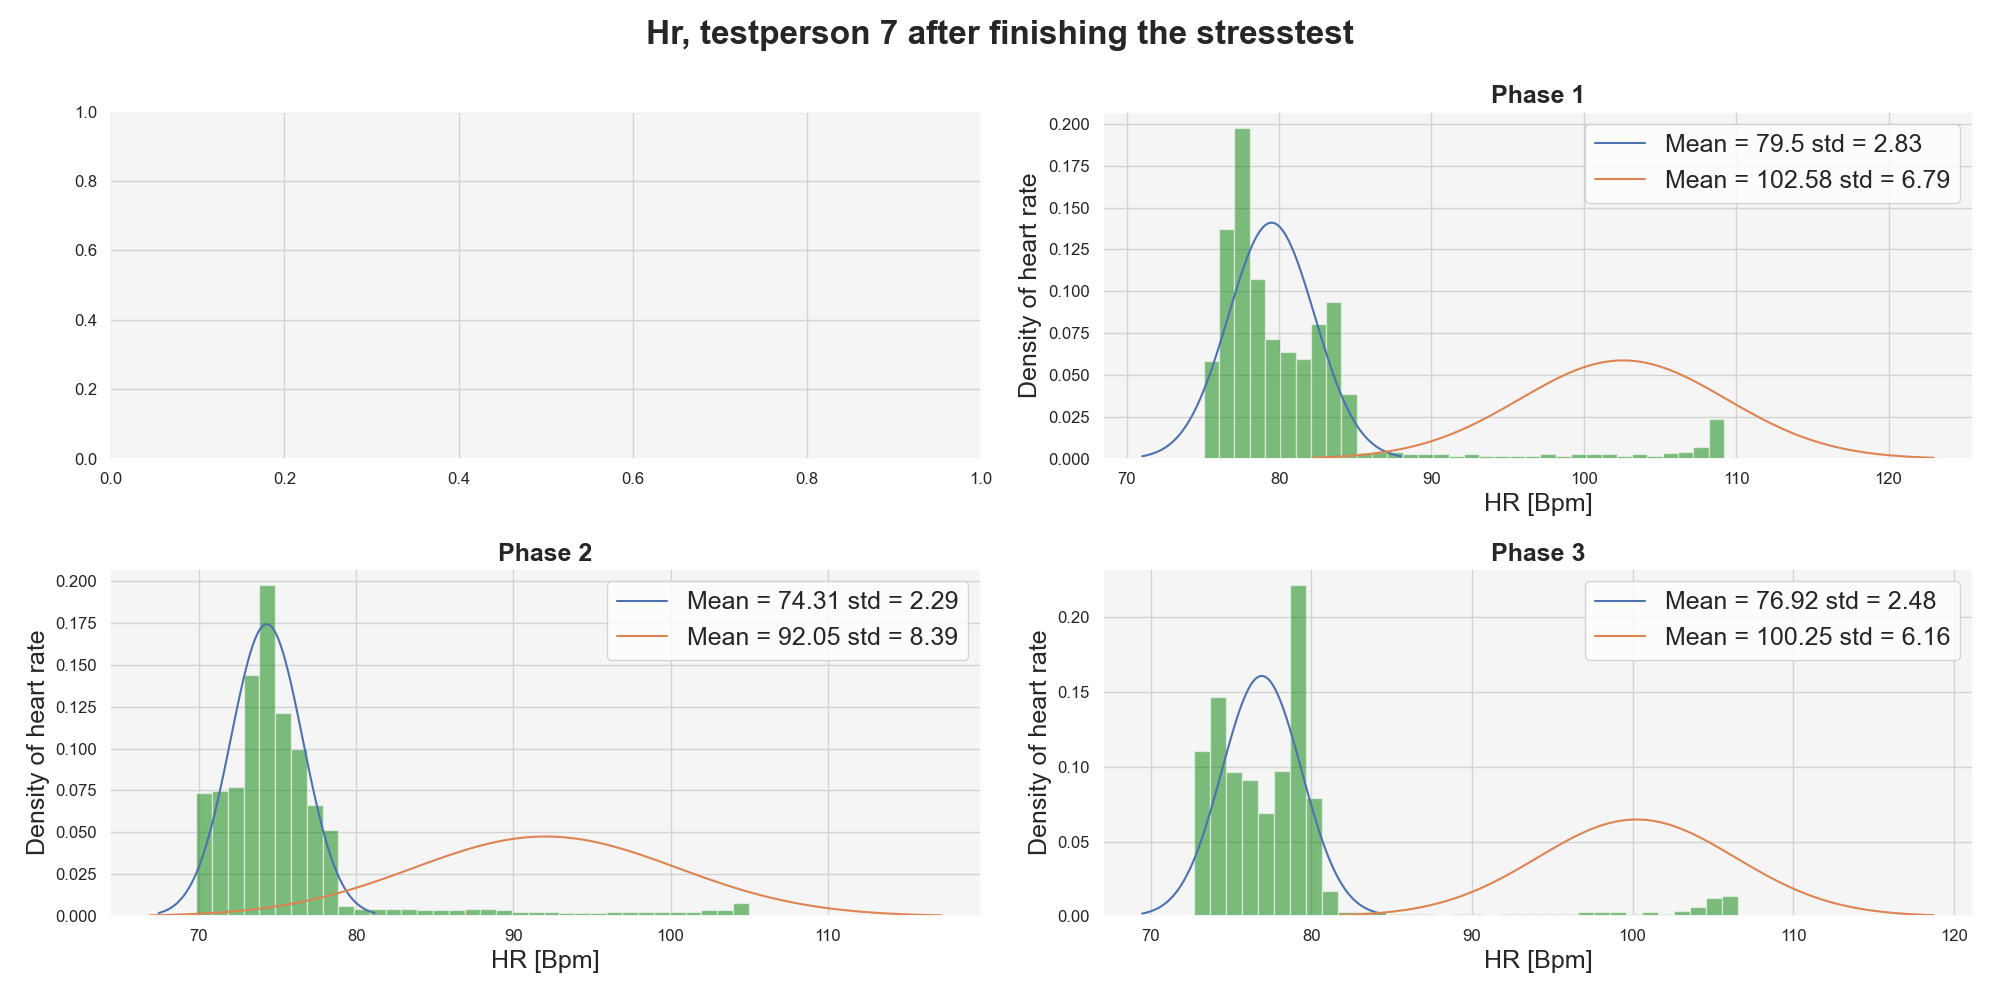 Hr, testperson 7 after finishing the stresstest
1.0
0.8
0.6
0.4
0.2
0.0
0.0 0.2 0.4 0.6 0.8 1.0
Phase 1
Density of heart rate
0.200
0.175
0.150
0.125
0.100
0.075
0.050
0.025
0.000
Mean = 79.5 std = 2.83
Mean = 102.58 std = 6.79
70 80 90 100 110 120
HR [Bpm]
Phase 2
Density of heart rate
0.200
0.175
0.150
0.125
0.100
0.075
0.050
0.025
0.000
Mean = 74.31 std = 2.29
Mean = 92.05 std = 8.39
70 80 90 100 110
HR [Bpm]
Phase 3
Density of heart rate
0.20
0.15
0.10
0.05
0.00
Mean = 76.92 std = 2.48
Mean = 100.25 std = 6.16
70 80 90 100 110 120
HR [Bpm]